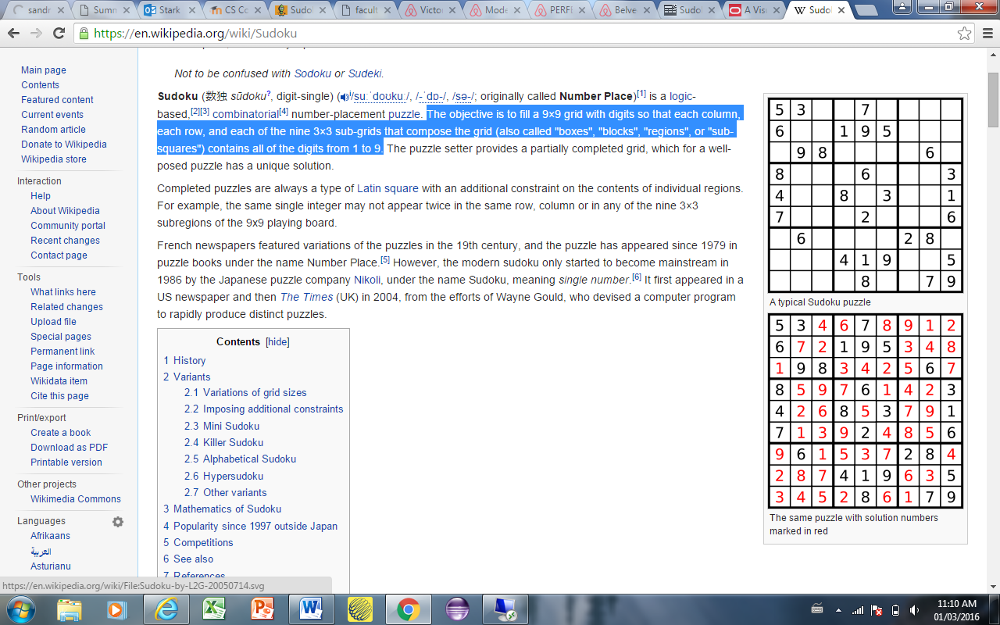 sandr
Summ
Stark
CS Co
Sudo
facult
Victor
Mode
PERFE
Belve
Sudol
A Vis
Sudol
https://en.wikipedia.org/wiki/Sudoku
Main page
Contents
Featured content
Current events
Random article
Donate to Wikipedia
Wikipedia store
Interaction
Help
About Wikipedia
Community portal
Recent changes
Contact page
Tools
What links here
Related changes
Upload file
Special pages
Permanent link
Page information
Wikidata item
Cite this page
Print/export
Create a book
Download as PDF
Printable version
Other projects
Wikimedia Commons
Languages
Afrikaans
العربية
Asturianu
Not to be confused with Sodoku or Sudeki.
Sudoku (数独 sūdoku?, digit-single) (i/suːˈdoʊkuː/, /-ˈdɒ-/, /sə-/; originally called Number Place)[1] is a logic-
based,[2][3] combinatorial[4] number-placement puzzle. The objective is to fill a 9×9 grid with digits so that each column,
each row, and each of the nine 3×3 sub-grids that compose the grid (also called "boxes", "blocks", "regions", or "sub-
squares") contains all of the digits from 1 to 9. The puzzle setter provides a partially completed grid, which for a well-
posed puzzle has a unique solution.
Completed puzzles are always a type of Latin square with an additional constraint on the contents of individual regions.
For example, the same single integer may not appear twice in the same row, column or in any of the nine 3×3
subregions of the 9x9 playing board.
French newspapers featured variations of the puzzles in the 19th century, and the puzzle has appeared since 1979 in
puzzle books under the name Number Place.[5] However, the modern sudoku only started to become mainstream in
1986 by the Japanese puzzle company Nikoli, under the name Sudoku, meaning single number.[6] It first appeared in a
US newspaper and then The Times (UK) in 2004, from the efforts of Wayne Gould, who devised a computer program
to rapidly produce distinct puzzles.
Contents [hide]
1 History
2 Variants
2.1 Variations of grid sizes
2.2 Imposing additional constraints
2.3 Mini Sudoku
2.4 Killer Sudoku
2.5 Alphabetical Sudoku
2.6 Hypersudoku
2.7 Other variants
3 Mathematics of Sudoku
4 Popularity since 1997 outside Japan
5 Competitions
6 See also
7 References
5 3 7
6 1 9 5
9 8 6
8 6 3
4 8 3 1
7 2 6
6 2 8
4 1 9 5
8 7 9
A typical Sudoku puzzle
5 3 4 6 7 8 9 1 2
6 7 2 1 9 5 3 4 8
1 9 8 3 4 2 5 6 7
8 5 9 7 6 1 4 2 3
4 2 6 8 5 3 7 9 1
7 1 3 9 2 4 8 5 6
9 6 1 5 3 7 2 8 4
2 8 7 4 1 9 6 3 5
3 4 5 2 8 6 1 7 9
The same puzzle with solution numbers
marked in red
https://en.wikipedia.org/wiki/File:Sudoku-by-L2G-20050714.svg
11:10 AM
01/03/2016